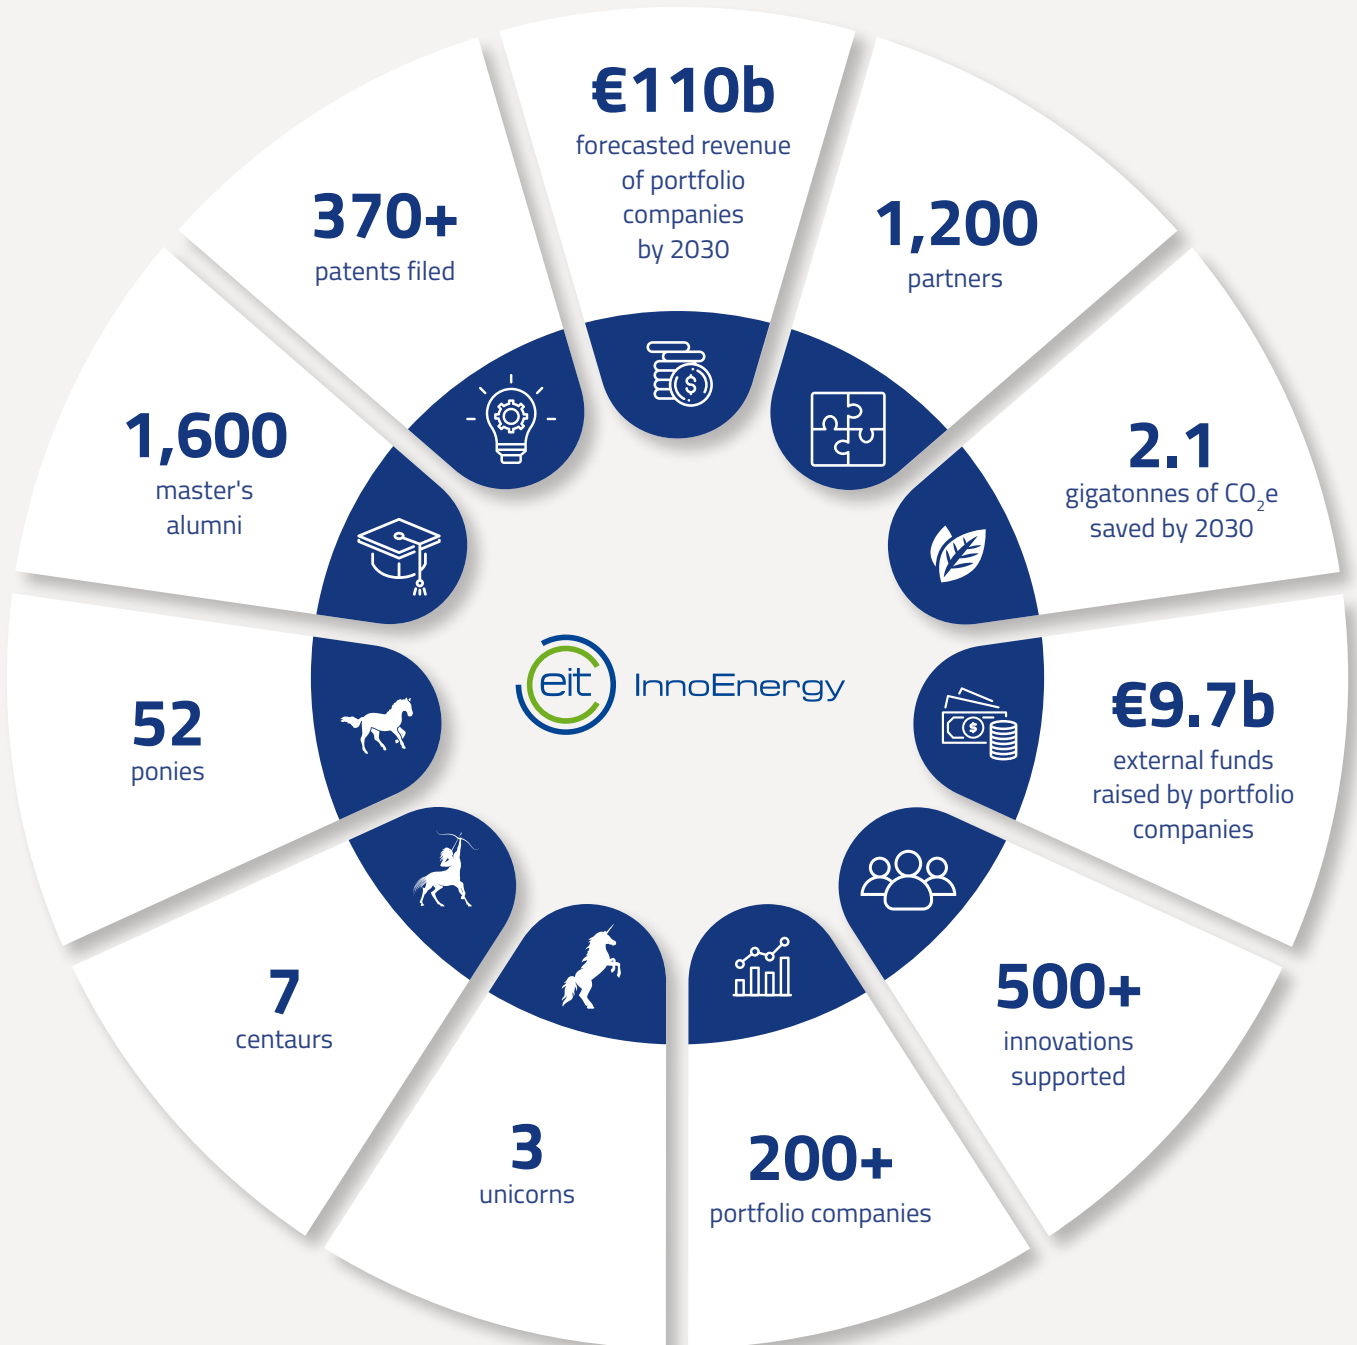 €110b
forecasted revenue
of portfolio
companies
by 2030
1,200
partners
2.1
gigatonnes of CO₂e
saved by 2030
€9.7b
external funds
raised by portfolio
companies
500+
innovations
supported
200+
portfolio companies
3
unicorns
7
centaurs
52
ponies
1,600
master's
alumni
370+
patents filed
eit InnoEnergy